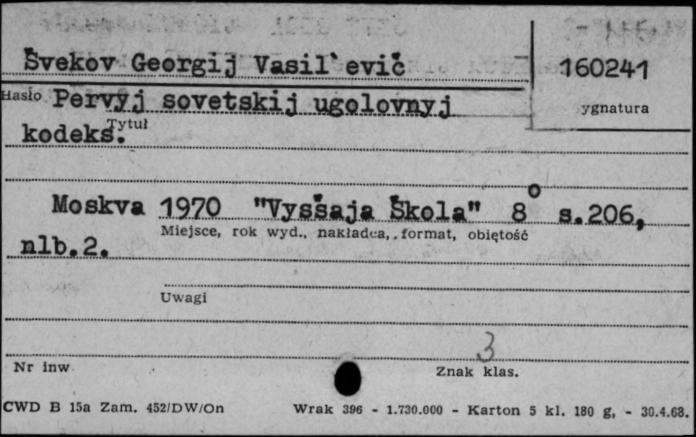 Švekov Georgij Vasil`evič
160241
Hasło Pervyj sovetskij ugolovnyj
ygnatura
Tytuł
kodeks.
Moskva 1970 "Vysšaja Škola" 8° s.206,
Miejsce, rok wyd., nakładca, format, objętość
nlb.2.
Uwagi
3
Nr inw
Znak klas.
CWD B 15a Zam. 452/DW/On Wrak 396 - 1.730.000 - Karton 5 kl. 180 g, - 30.4.68.